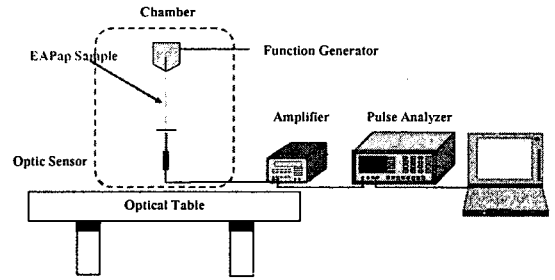 Chamber
Function Generator
EAPap Sample
Amplifier
Pulse Analyzer
Optic Sensor
Optical Table